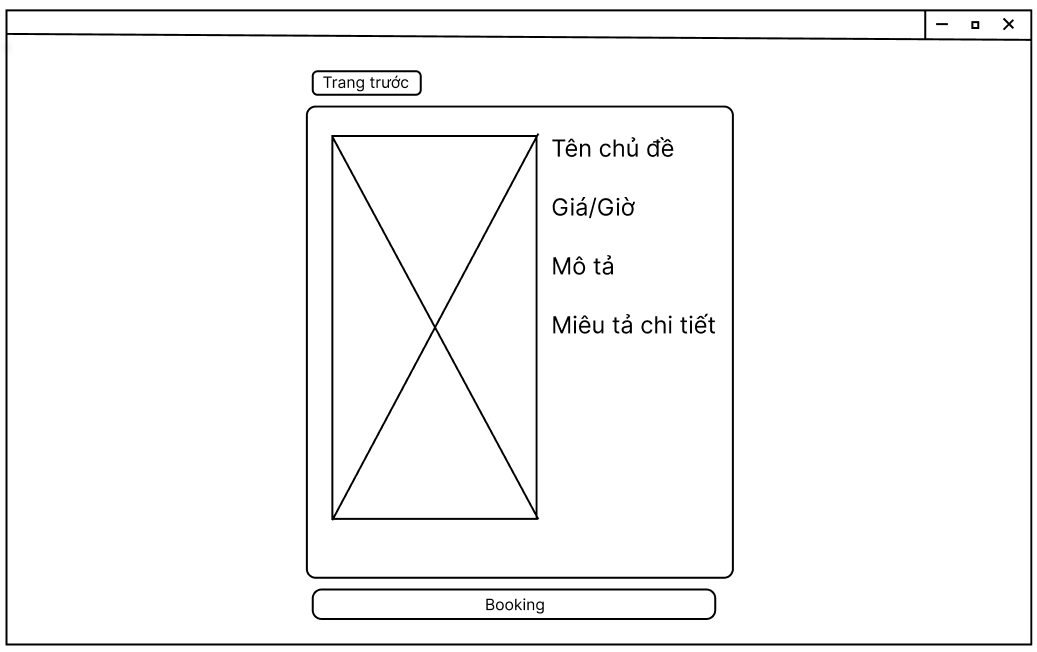 Trang trước
Tên chủ đề
Giá/Giờ
Mô tả
Miêu tả chi tiết
Booking